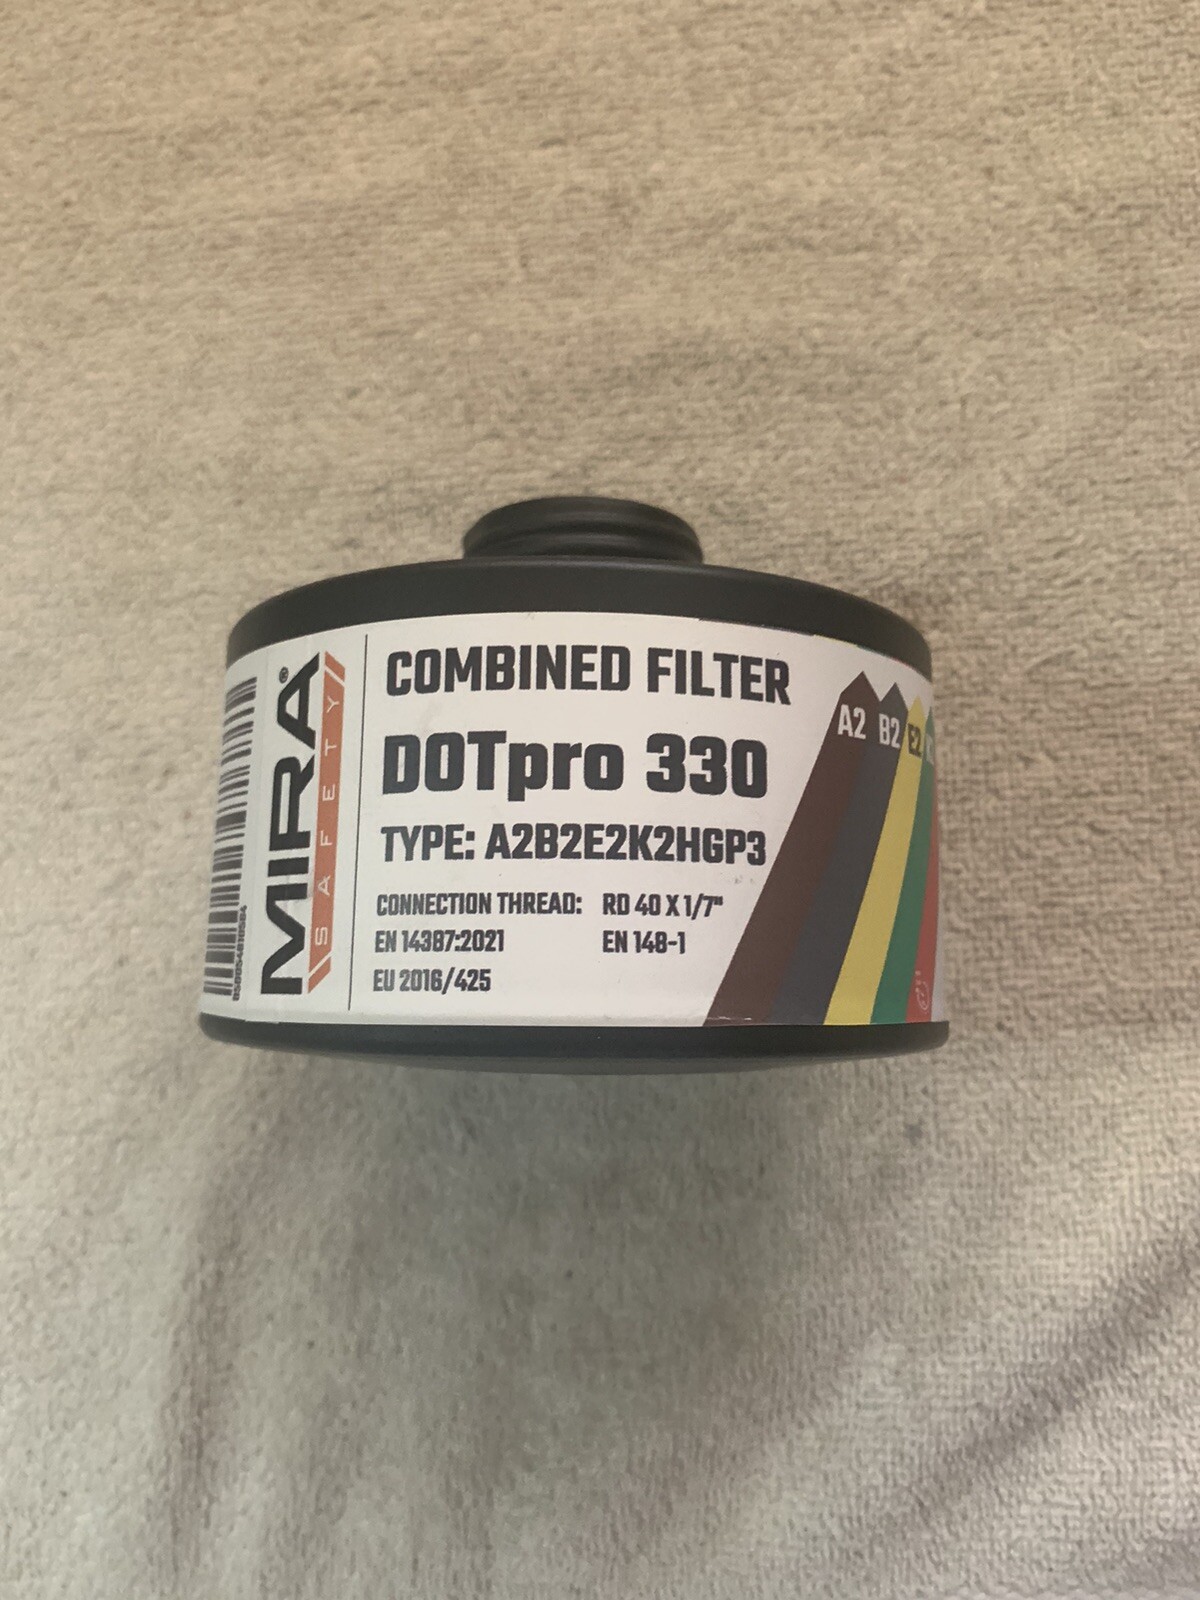 MIRA®
SAFETY
COMBINED FILTER
DOTpro 330
TYPE: A2B2E2K2HGP3
CONNECTION THREAD: RD 40 X 1/7"
EN 14387:2021 EN 148-1
EU 2016/425
A2 B2 E2